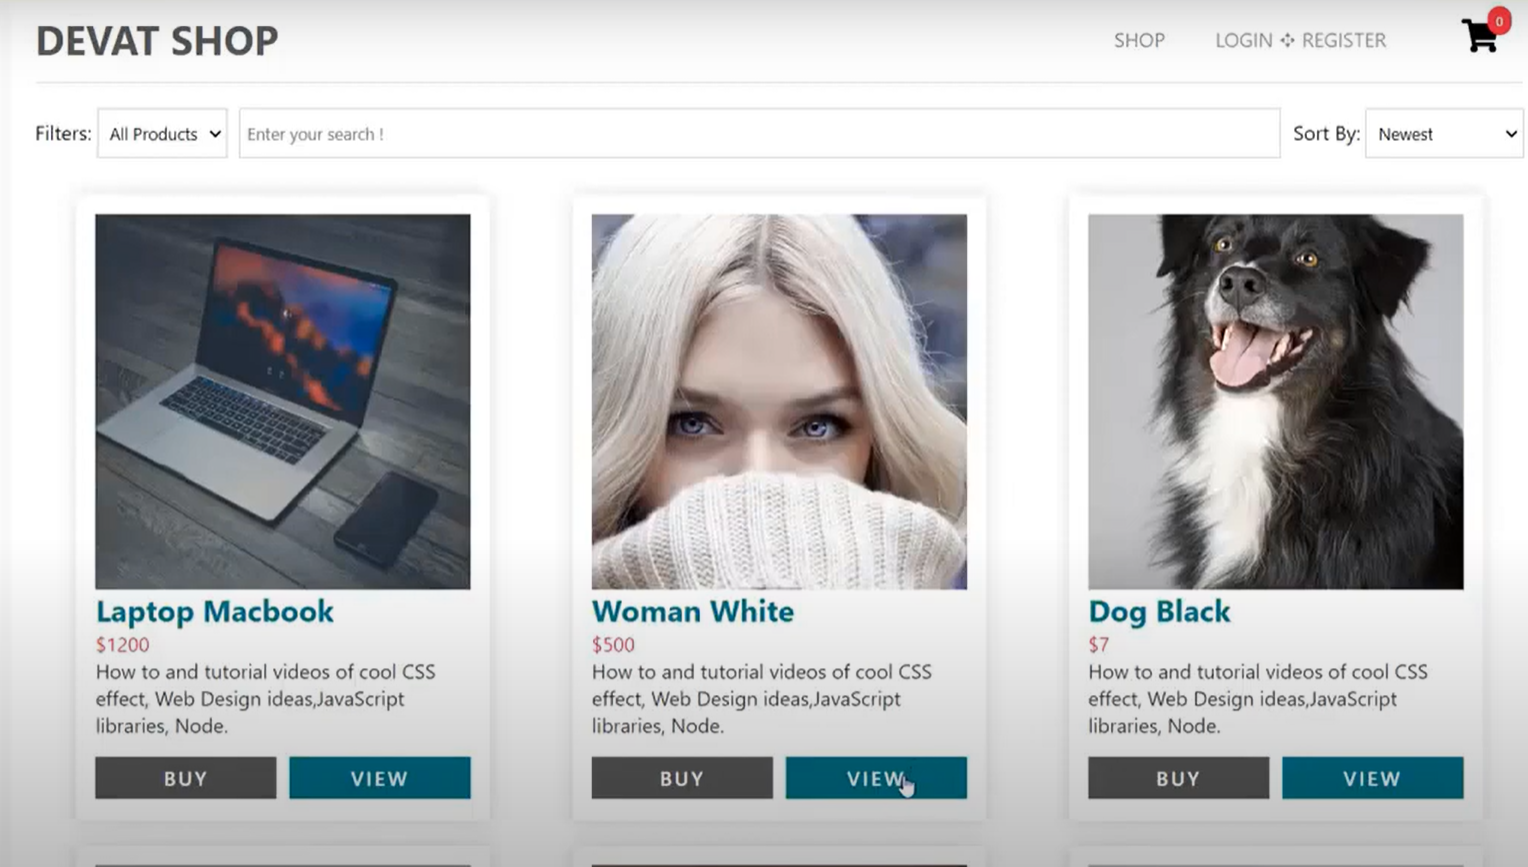 DEVAT SHOP
SHOP
LOGIN REGISTER
0
Filters: All Products
Enter your search !
Sort By: Newest
Laptop Macbook
$1200
How to and tutorial videos of cool CSS
effect, Web Design ideas,JavaScript
libraries, Node.
BUY VIEW
Woman White
$500
How to and tutorial videos of cool CSS
effect, Web Design ideas,JavaScript
libraries, Node.
BUY VIEW
Dog Black
$7
How to and tutorial videos of cool CSS
effect, Web Design ideas,JavaScript
libraries, Node.
BUY VIEW